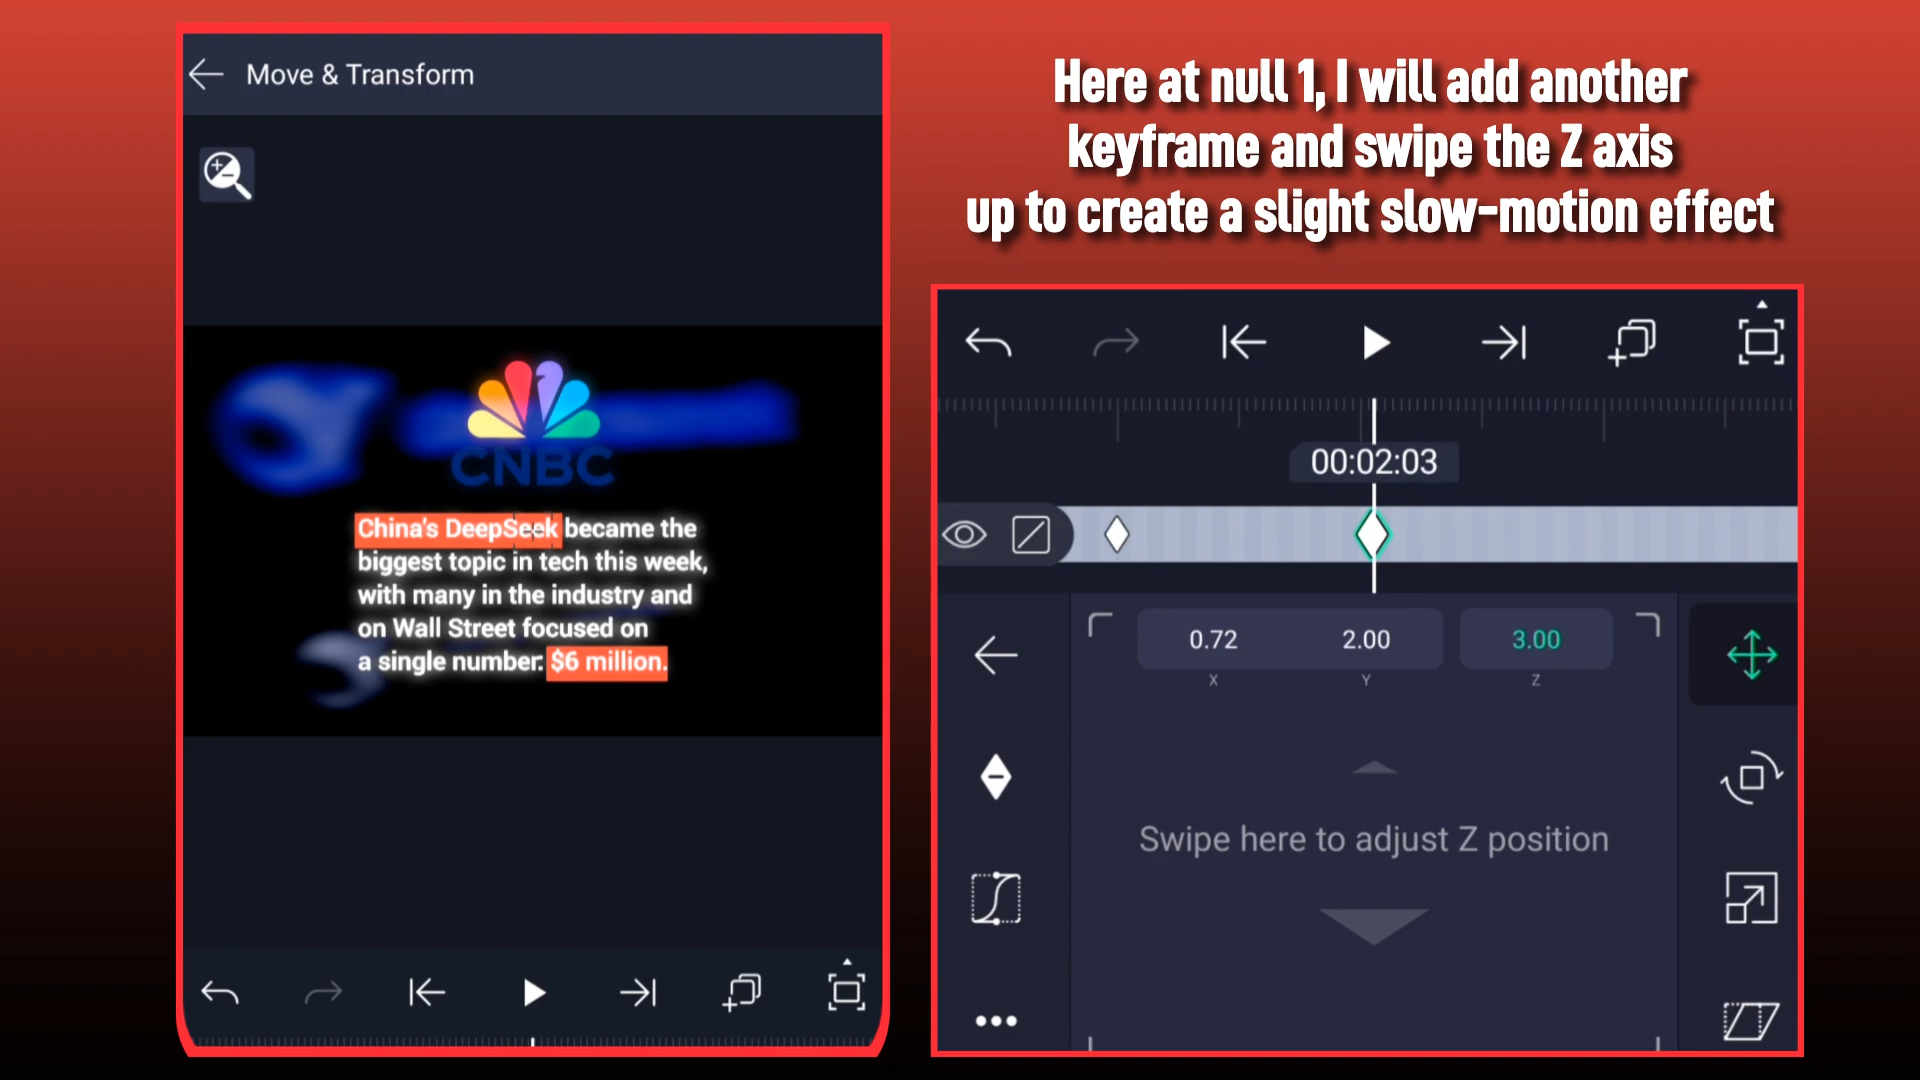 Move & Transform
CNBC
China's DeepSeek became the
biggest topic in tech this week,
with many in the industry and
on Wall Street focused on
a single number: $6 million.
Here at null 1, I will add another
keyframe and swipe the Z axis
up to create a slight slow-motion effect
00:02:03
0.72 2.00 3.00
X Y Z
Swipe here to adjust Z position